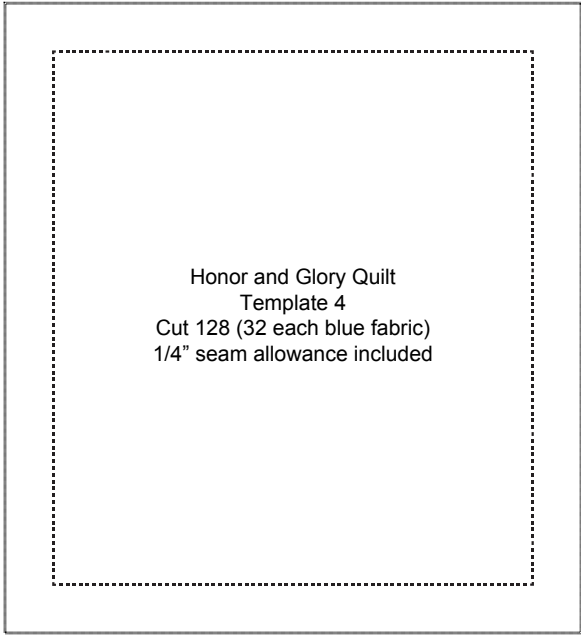 Honor and Glory Quilt
Template 4
Cut 128 (32 each blue fabric)
1/4” seam allowance included